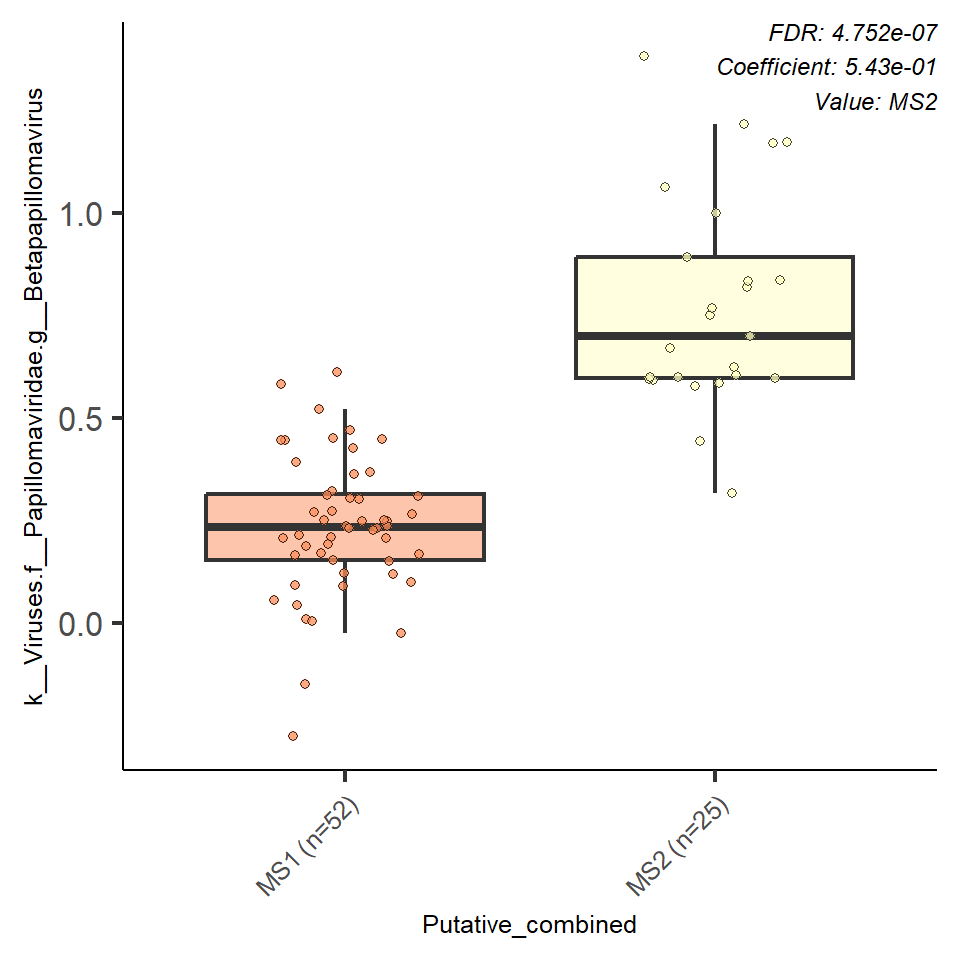 FDR: 4.752e-07
Coefficient: 5.43e-01
Value: MS2
k__Viruses.f__Papillomaviridae.g__Betapapillomavirus
1.0
0.5
0.0
MS1 (n=52)
MS2 (n=25)
Putative_combined